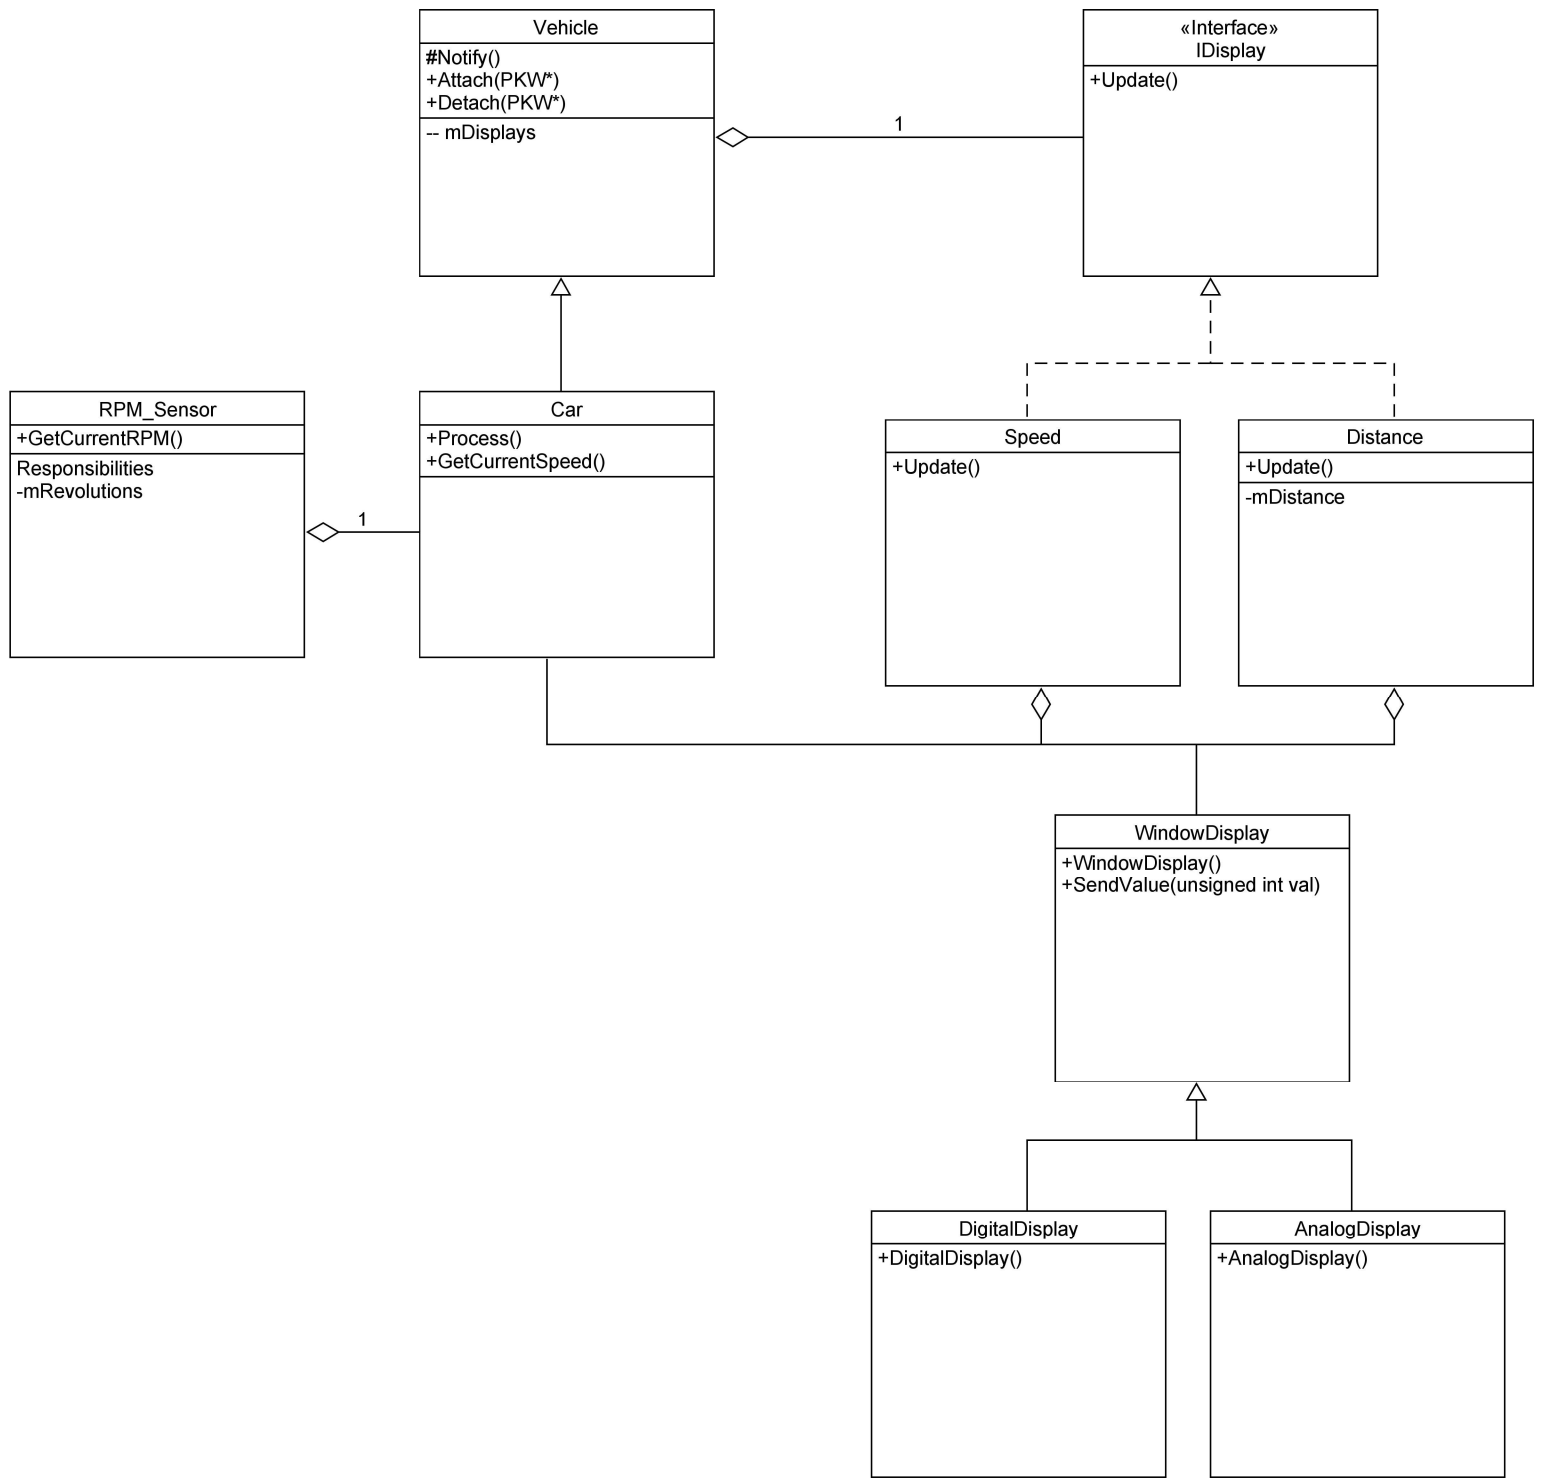 Vehicle
#Notify()
+Attach(PKW*)
+Detach(PKW*)
-- mDisplays
1
«Interface»
IDisplay
+Update()
RPM_Sensor
+GetCurrentRPM()
Responsibilities
-mRevolutions
1
Car
+Process()
+GetCurrentSpeed()
Speed
+Update()
Distance
+Update()
-mDistance
WindowDisplay
+WindowDisplay()
+SendValue(unsigned int val)
DigitalDisplay
+DigitalDisplay()
AnalogDisplay
+AnalogDisplay()